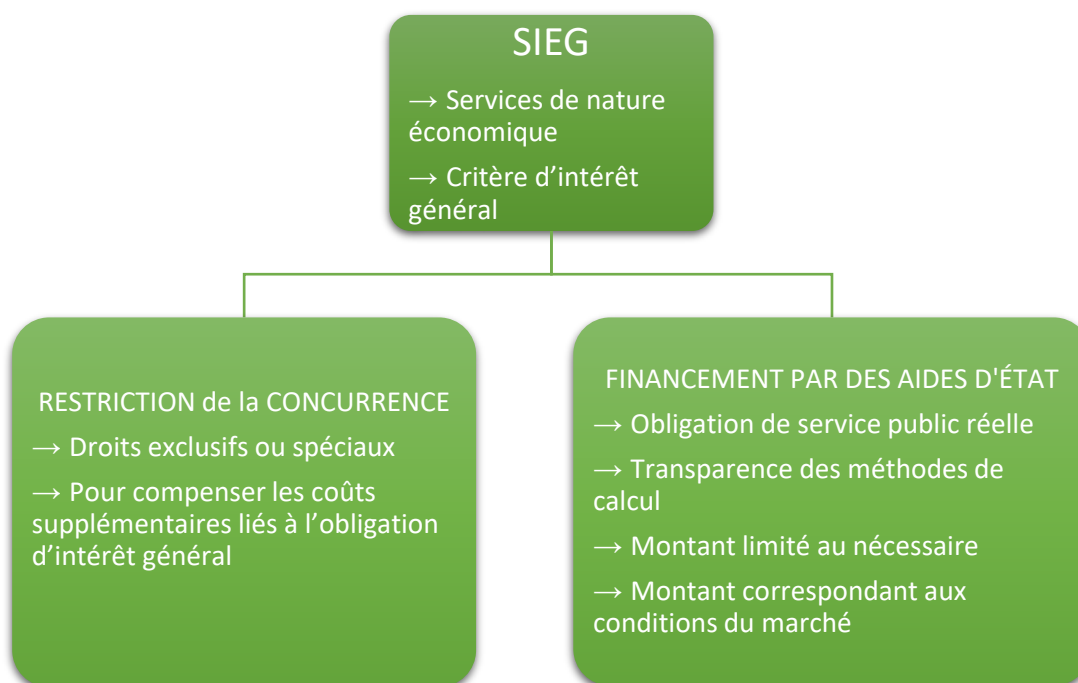 SIEG
→ Services de nature
économique
→ Critère d’intérêt
général
RESTRICTION de la CONCURRENCE
→ Droits exclusifs ou spéciaux
→ Pour compenser les coûts
supplémentaires liés à l’obligation
d’intérêt général
FINANCEMENT PAR DES AIDES D'ÉTAT
→ Obligation de service public réelle
→ Transparence des méthodes de
calcul
→ Montant limité au nécessaire
→ Montant correspondant aux
conditions du marché